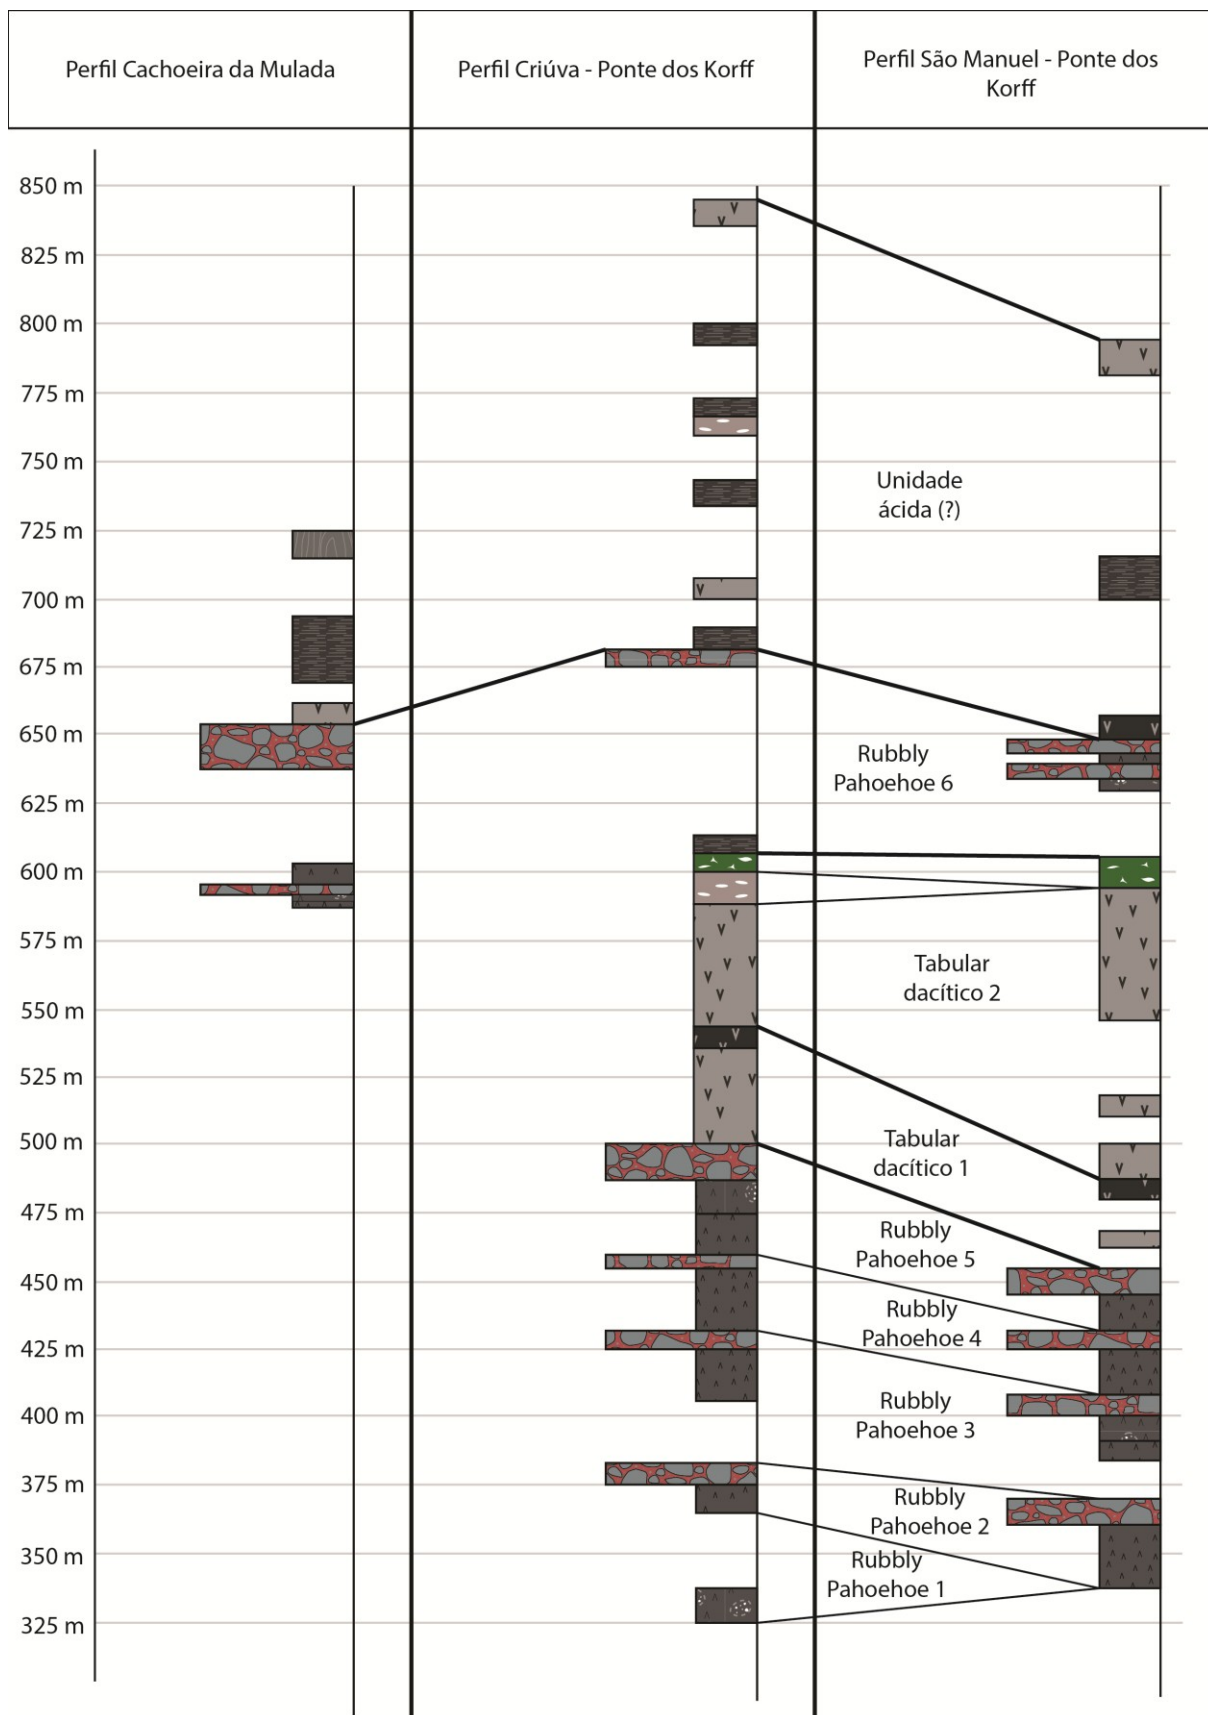 Perfil Cachoeira da Mulada
Perfil Criúva - Ponte dos Korff
Perfil São Manuel - Ponte dos
Korff
850 m
825 m
800 m
775 m
750 m
725 m
700 m
675 m
650 m
625 m
600 m
575 m
550 m
525 m
500 m
475 m
450 m
425 m
400 m
375 m
350 m
325 m
Unidade
ácida (?)
Rubbly
Pahoehoe 6
Tabular
dacítico 2
Tabular
dacítico 1
Rubbly
Pahoehoe 5
Rubbly
Pahoehoe 4
Rubbly
Pahoehoe 3
Rubbly
Pahoehoe 2
Rubbly
Pahoehoe 1